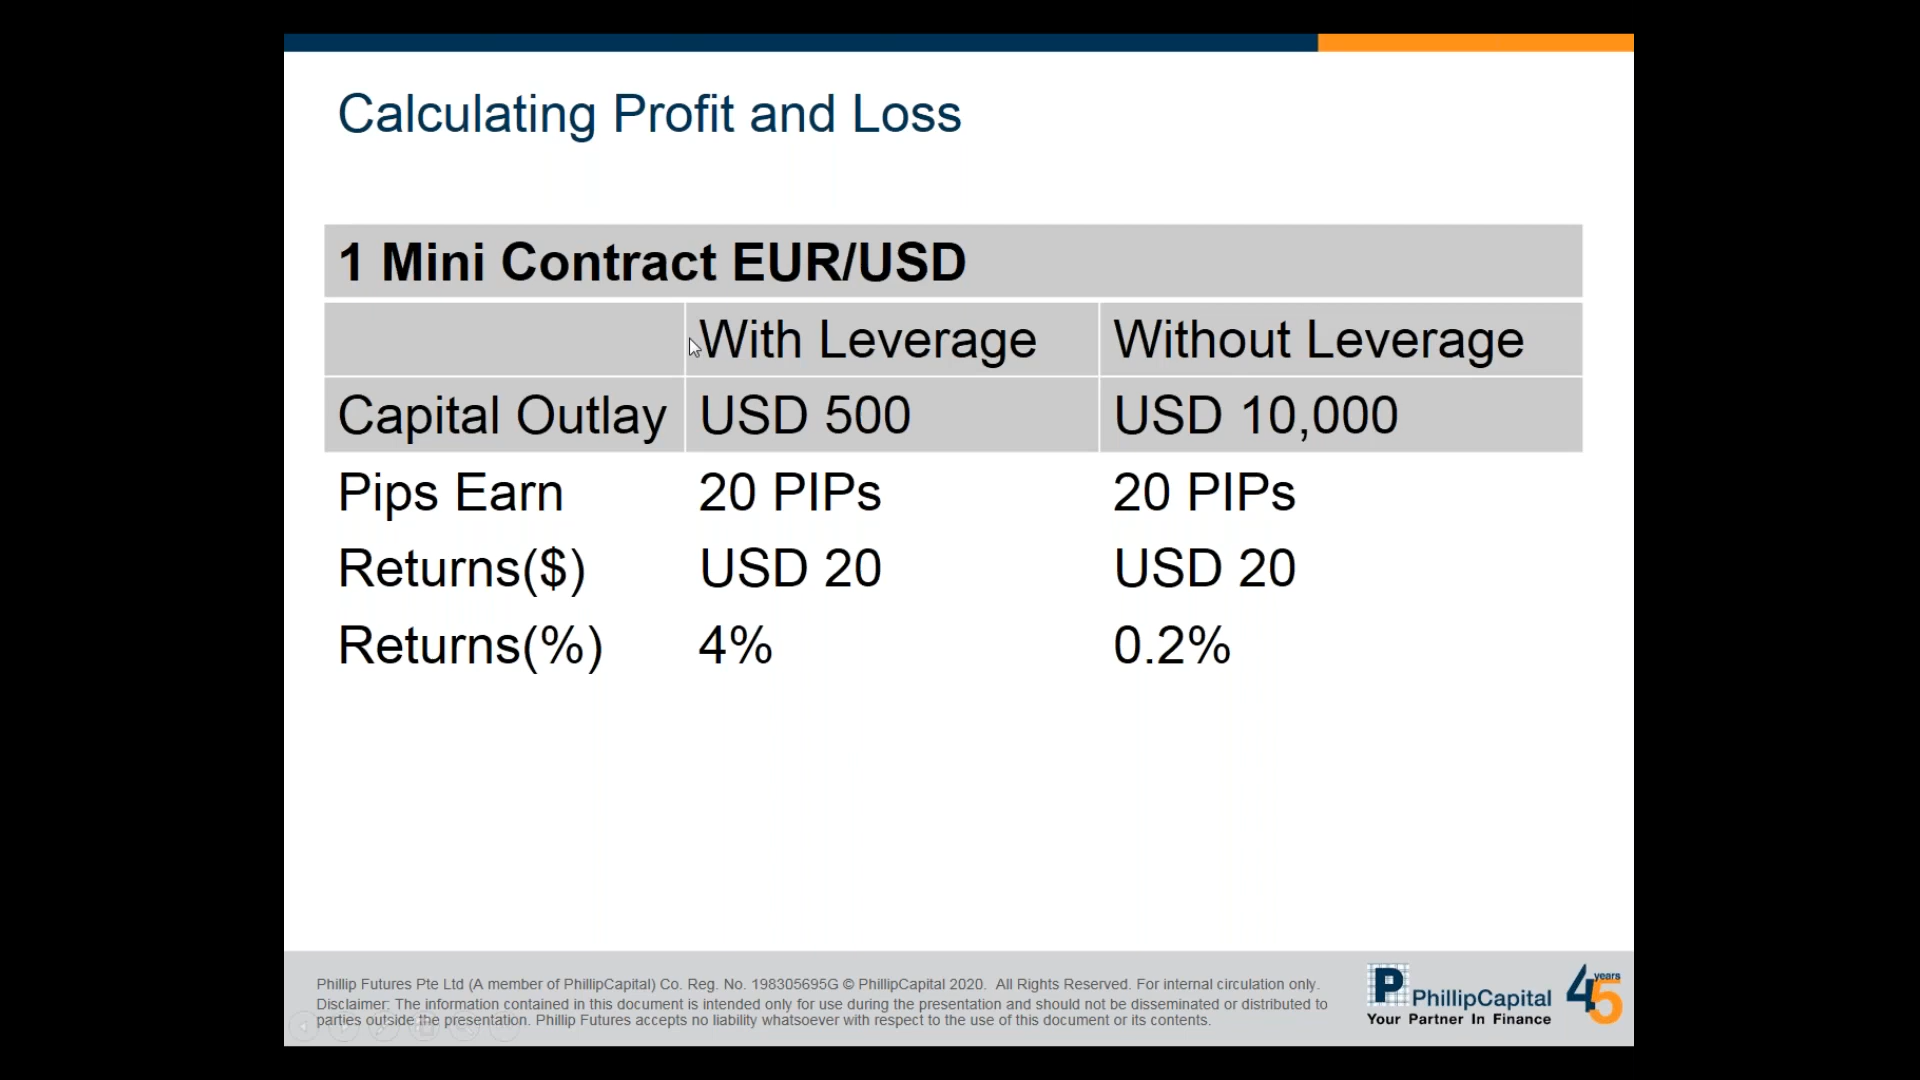 Calculating Profit and Loss
1 Mini Contract EUR/USD
With Leverage Without Leverage
Capital Outlay USD 500 USD 10,000
Pips Earn 20 PIPs 20 PIPs
Returns($) USD 20 USD 20
Returns(%) 4% 0.2%
Phillip Futures Pte Ltd (A member of PhillipCapital) Co. Reg. No. 198305695G © PhillipCapital 2020. All Rights Reserved. For internal circulation only.
Disclaimer: The information contained in this document is intended only for use during the presentation and should not be disseminated or distributed to
parties outside the presentation. Phillip Futures accepts no liability whatsoever with respect to the use of this document or its contents.
P PhillipCapital
Your Partner In Finance
45 years